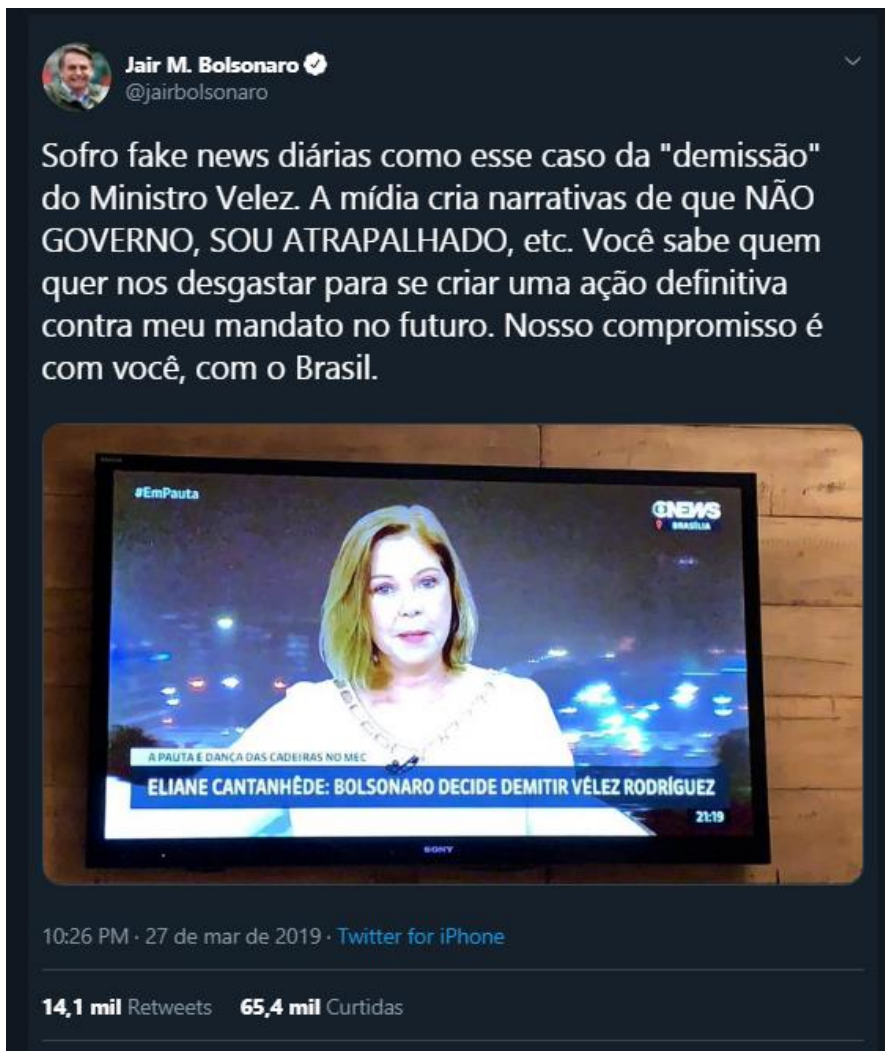 Jair M. Bolsonaro
@jairbolsonaro
Sofro fake news diárias como esse caso da "demissão"
do Ministro Velez. A mídia cria narrativas de que NÃO
GOVERNO, SOU ATRAPALHADO, etc. Você sabe quem
quer nos desgastar para se criar uma ação definitiva
contra meu mandato no futuro. Nosso compromisso é
com você, com o Brasil.
#EmPauta
GNEWS
BRASÍLIA
A PAUTA É DANÇA DAS CADEIRAS NO MEC
ELIANE CANTANHÊDE: BOLSONARO DECIDE DEMITIR VÉLEZ RODRÍGUEZ
21:19
SONY
10:26 PM · 27 de mar de 2019 · Twitter for iPhone
14,1 mil Retweets 65,4 mil Curtidas